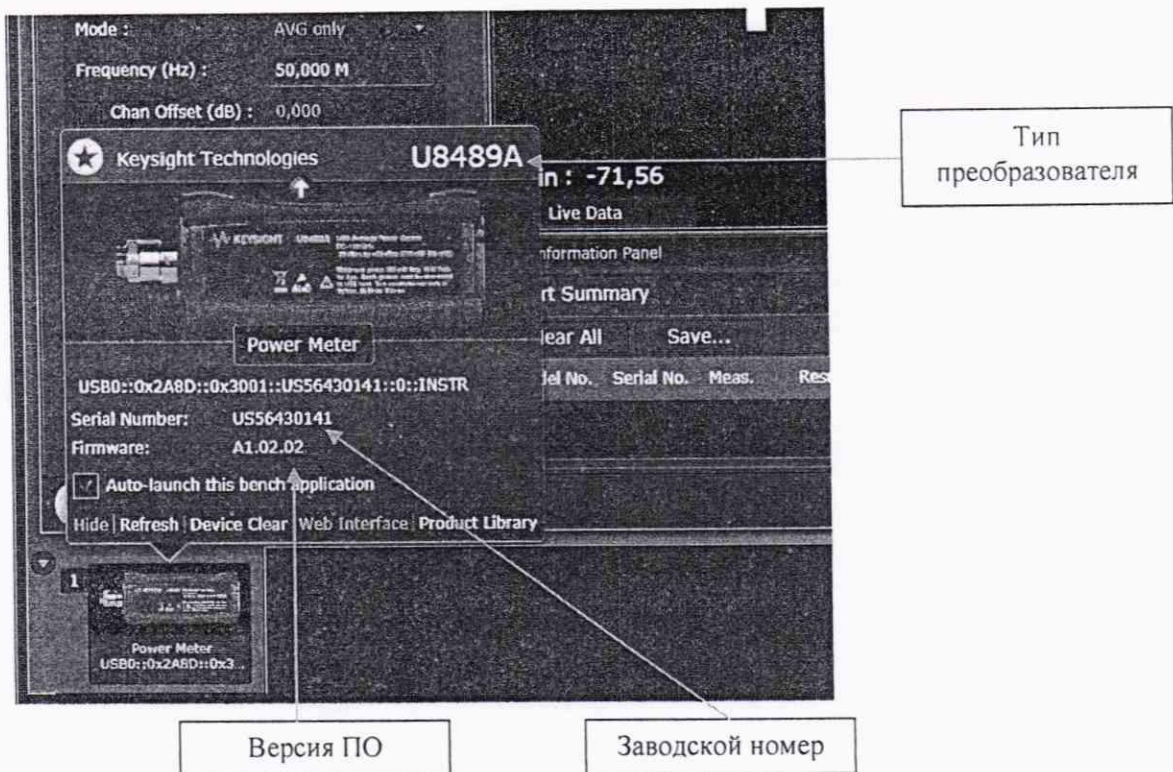 Mode :
AVG only
Frequency (Hz) :
50,000 M
Chan Offset (dB) :
0,000
Keysight Technologies
U8489A
KEYSIGHT
Power Meter
USB0::0x2A8D::0x3001::US56430141::0::INSTR
Serial Number:
US56430141
Firmware:
A1.02.02
Auto-launch this bench application
Hide | Refresh | Device Clear | Web Interface | Product Library
in : -71,56
Live Data
nformation Panel
rt Summary
lear All
Save...
del No.
Serial No.
Meas.
Res
1
Power Meter
USB0::0x2A8D::0x3...
Тип
преобразователя
Версия ПО
Заводской номер